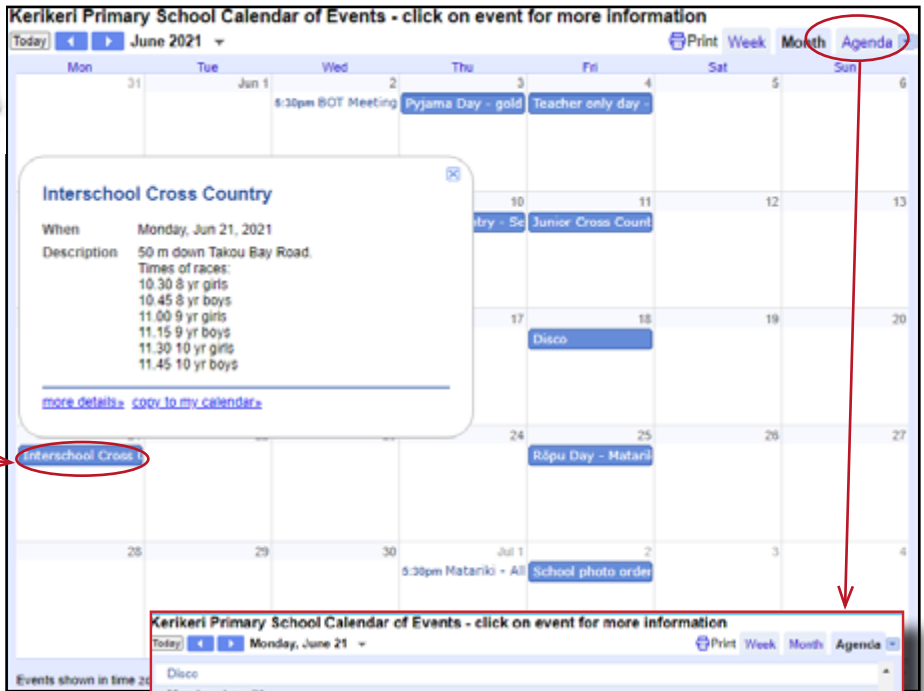 Kerikeri Primary School Calendar of Events - click on event for more information
Today June 2021 Print Week Month Agenda
Mon Tue Wed Thu Fri Sat Sun
31 Jun 1 2 3 4 5 6
5:30pm BOT Meeting Pyjama Day - gold Teacher only day -
Interschool Cross Country
When Monday, Jun 21, 2021
Description 50 m down Takou Bay Road.
Times of races:
10.30 8 yr girls
10.45 8 yr boys
11.00 9 yr girls
11.15 9 yr boys
11.30 10 yr girls
11.45 10 yr boys
more details» copy to my calendar»
10 11 12 13
ntry - Sc Junior Cross Count
17 18 19 20
Disco
24 25 26 27
Interschool Cross Rōpu Day - Matarik
28 29 30 Jul 1 2 3 4
5:30pm Matariki - All School photo order
Kerikeri Primary School Calendar of Events - click on event for more information
Today Monday, June 21 Print Week Month Agenda
Disco
Events shown in time